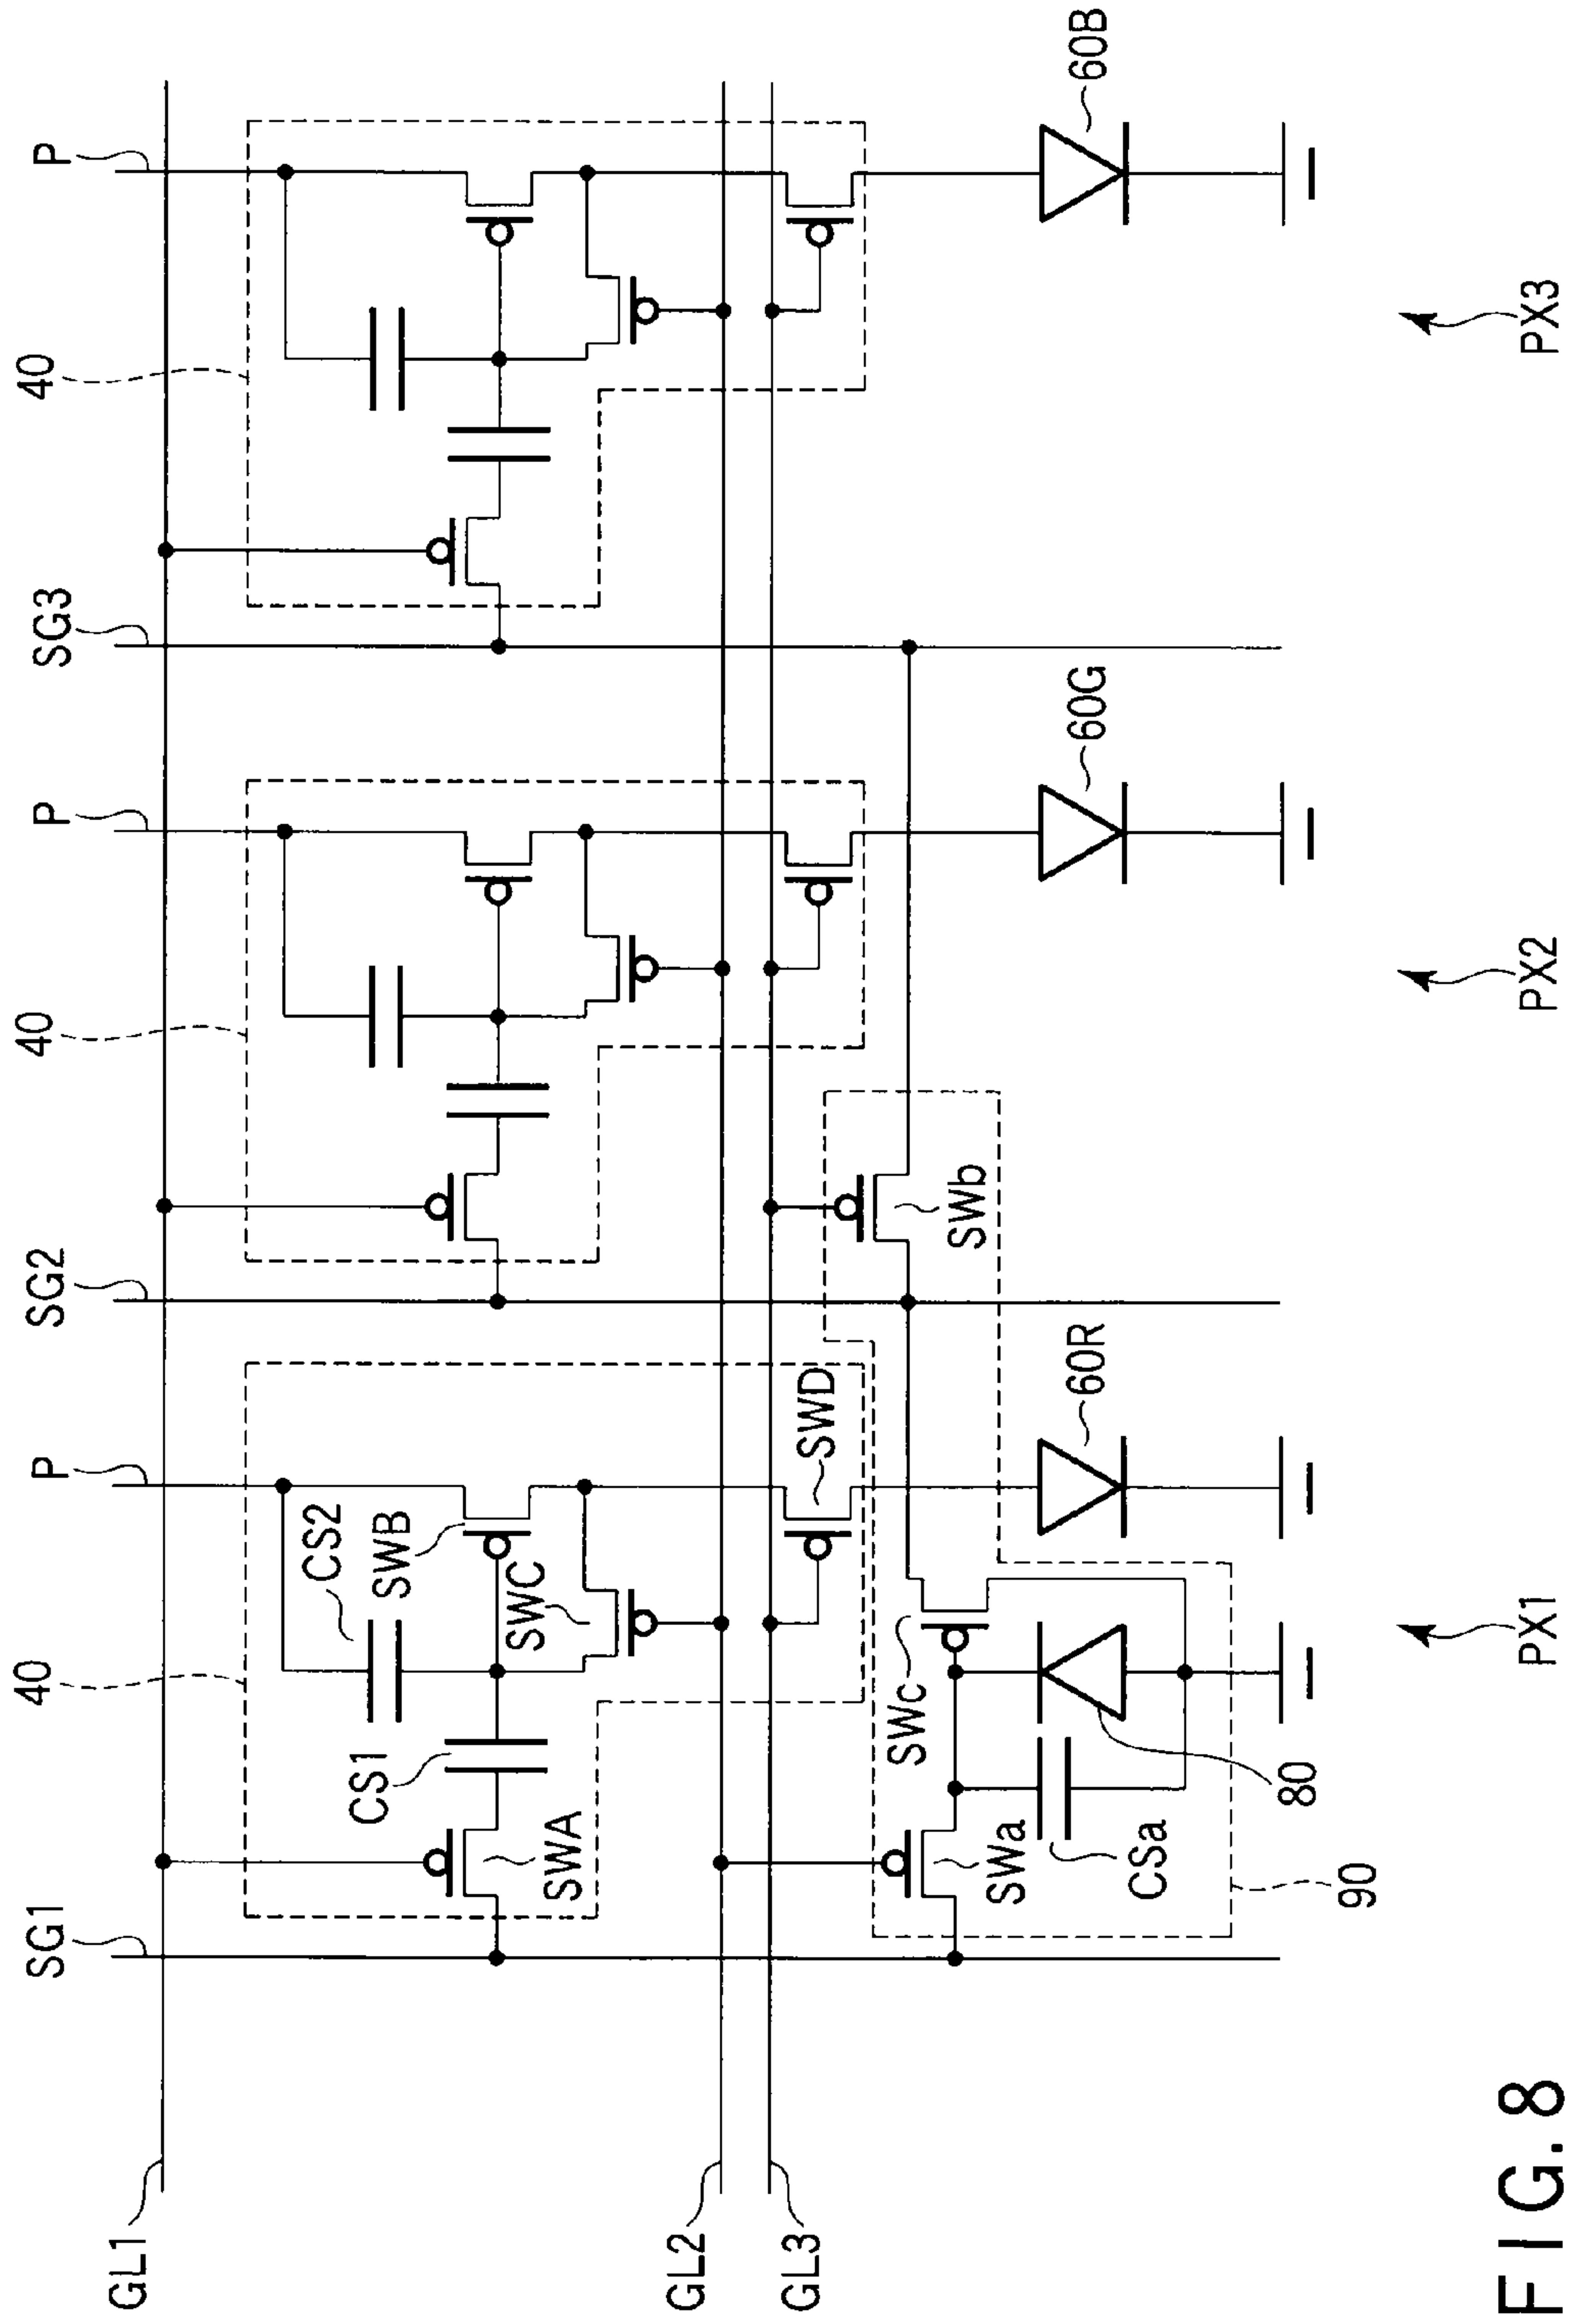 GL1
SG1
40
P
SG2
40
P
SG3
40
P
CS2
SWB
CS1
SWC
SWA
GL2
GL3
SWD
SWb
SWc
SWa
CSa
80
90
60R
60G
60B
PX1
PX2
PX3
FIG. 8